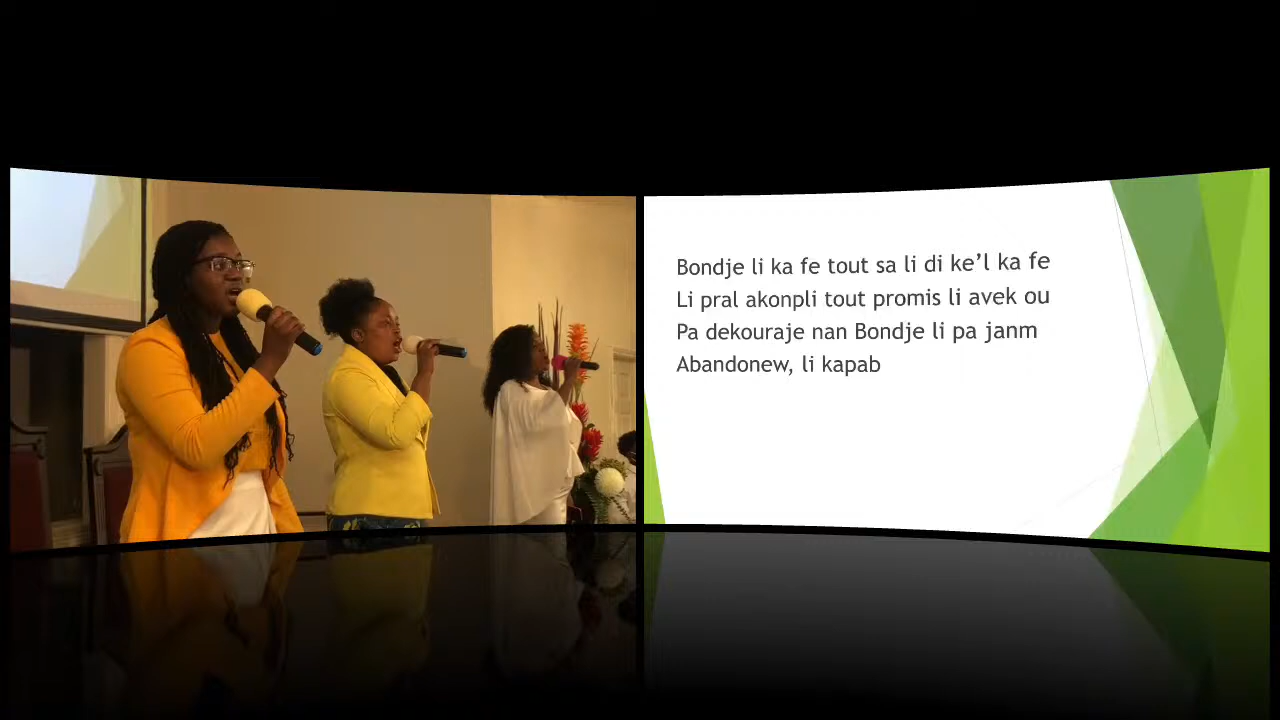 Bondje li ka fe tout sa li di ke’l ka fe
Li pral akonpli tout promis li avek ou
Pa dekouraje nan Bondje li pa janm
Abandonew, li kapab